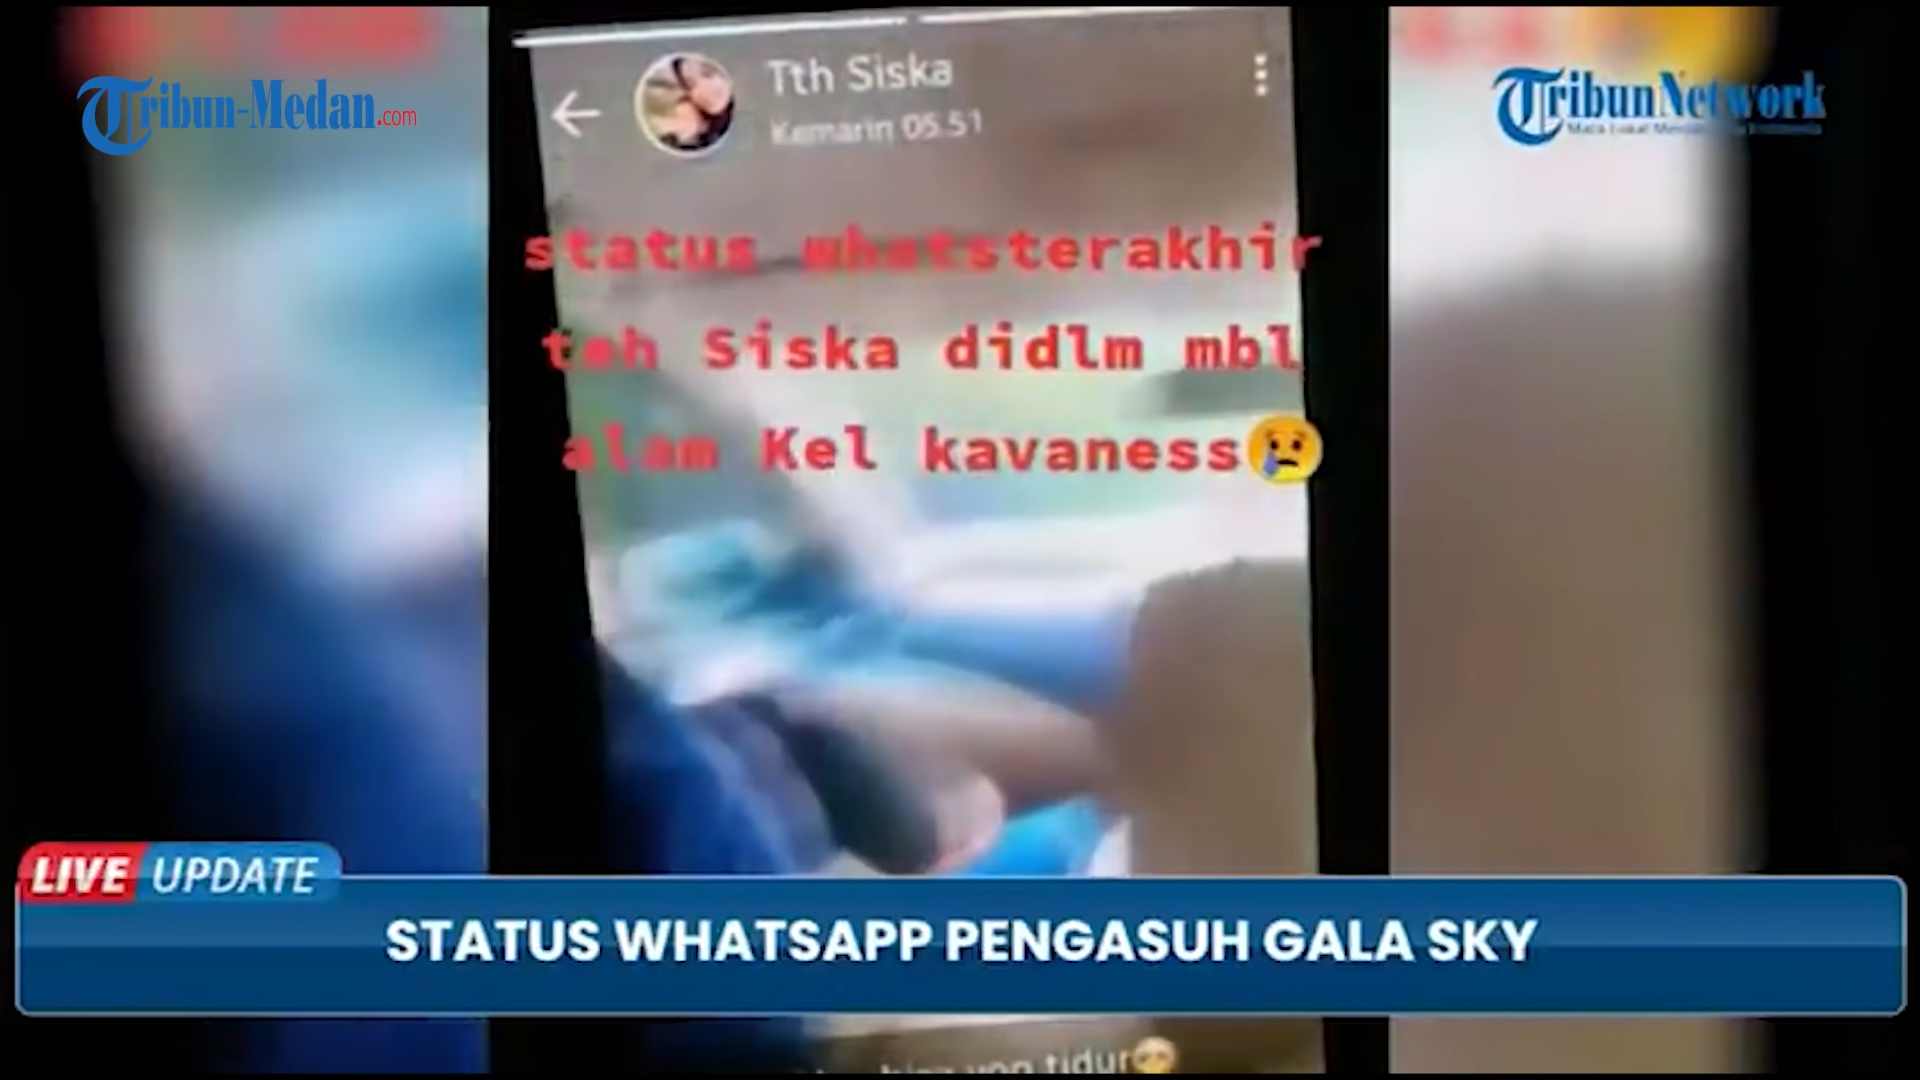 Tribun-Medan.com
TribunNetwork
Tth Siska
Kemarin 05.51
status whatsterakhir
teh Siska didlm mbl
alam Kel kavaness😢
LIVE UPDATE
STATUS WHATSAPP PENGASUH GALA SKY
tidur